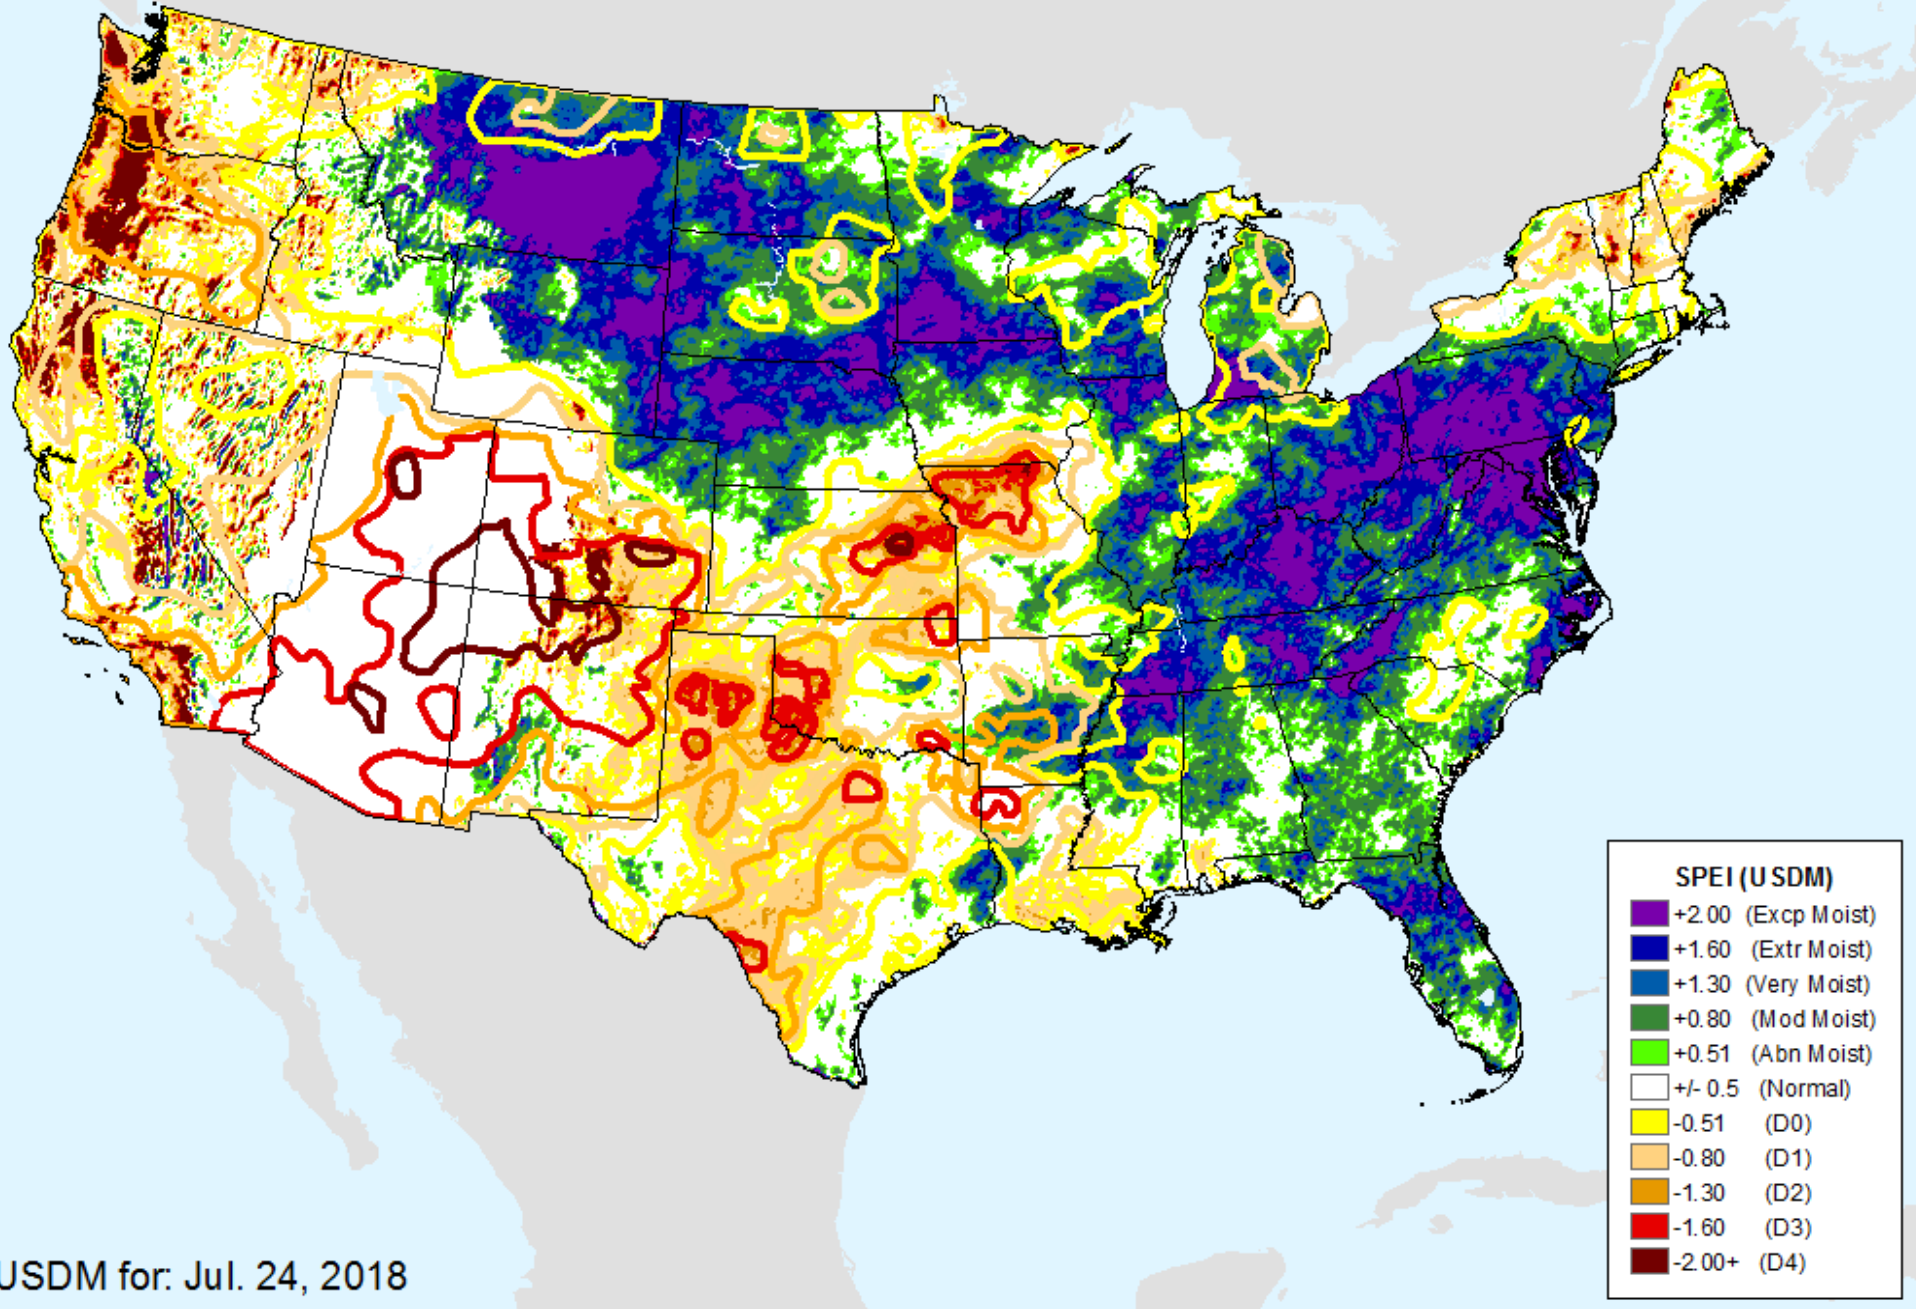 SPEI (USDM)
+2.00 (Excp Moist)
+1.60 (Extr Moist)
+1.30 (Very Moist)
+0.80 (Mod Moist)
+0.51 (Abn Moist)
+/- 0.5 (Normal)
-0.51 (D0)
-0.80 (D1)
-1.30 (D2)
-1.60 (D3)
-2.00+ (D4)
USDM for: Jul. 24, 2018